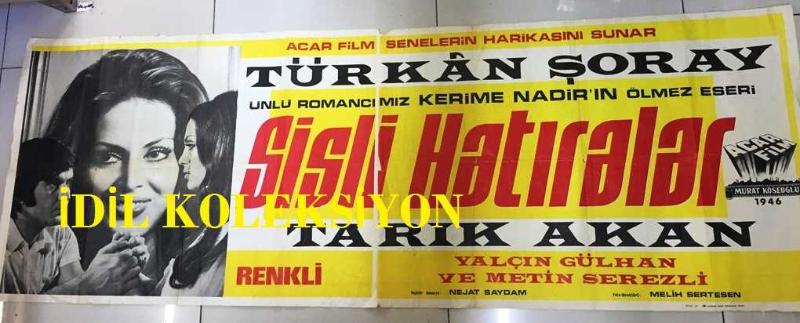 ACAR FİLM SENELERİN HARİKASINI SUNAR
TÜRKÂN ŞORAY
ÜNLÜ ROMANCIMIZ KERİME NADİR'IN ÖLMEZ ESERİ
Sisli Hatıralar
ACAR
FİLM
MURAT KÖSEOĞLU
1946
İDİL KOLEKSİYON
TARIK AKAN
RENKLİ
YALÇIN GÜLHAN
VE METİN SEREZLİ
NEJAT SAYDAM
MELİH SERTESEN